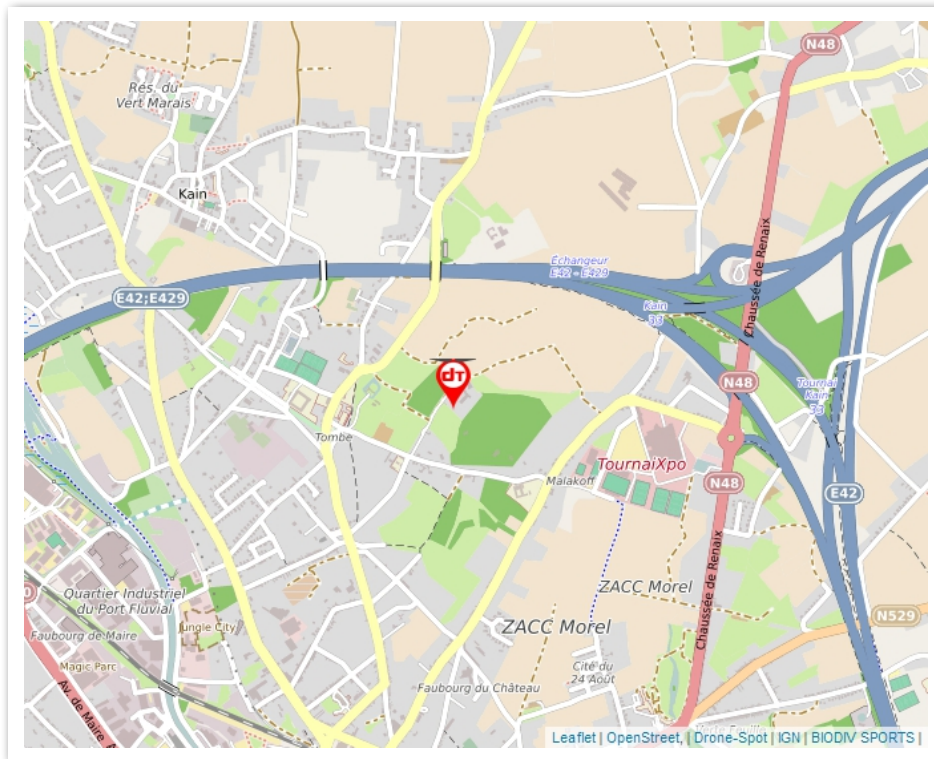 N48
Rés. du
Vert Marais
Kain
Échangeur
E42 - E429
Chaussée de Renaix
E42;E429
Kain
33
N48
Tournai
Kain
33
dT
Tombe
TournaiXpo
Malakoff
N48
E42
Chaussée de Renaix
ZACC Morel
Quartier Industriel
du Port Fluvial
N529
Jungle City
ZACC Morel
Faubourg de Maire
Magic Parc
Cité du
24 Août
Faubourg du Château
Av. de Maire
Leaflet | OpenStreet, | Drone-Spot | IGN | BIODIV SPORTS |